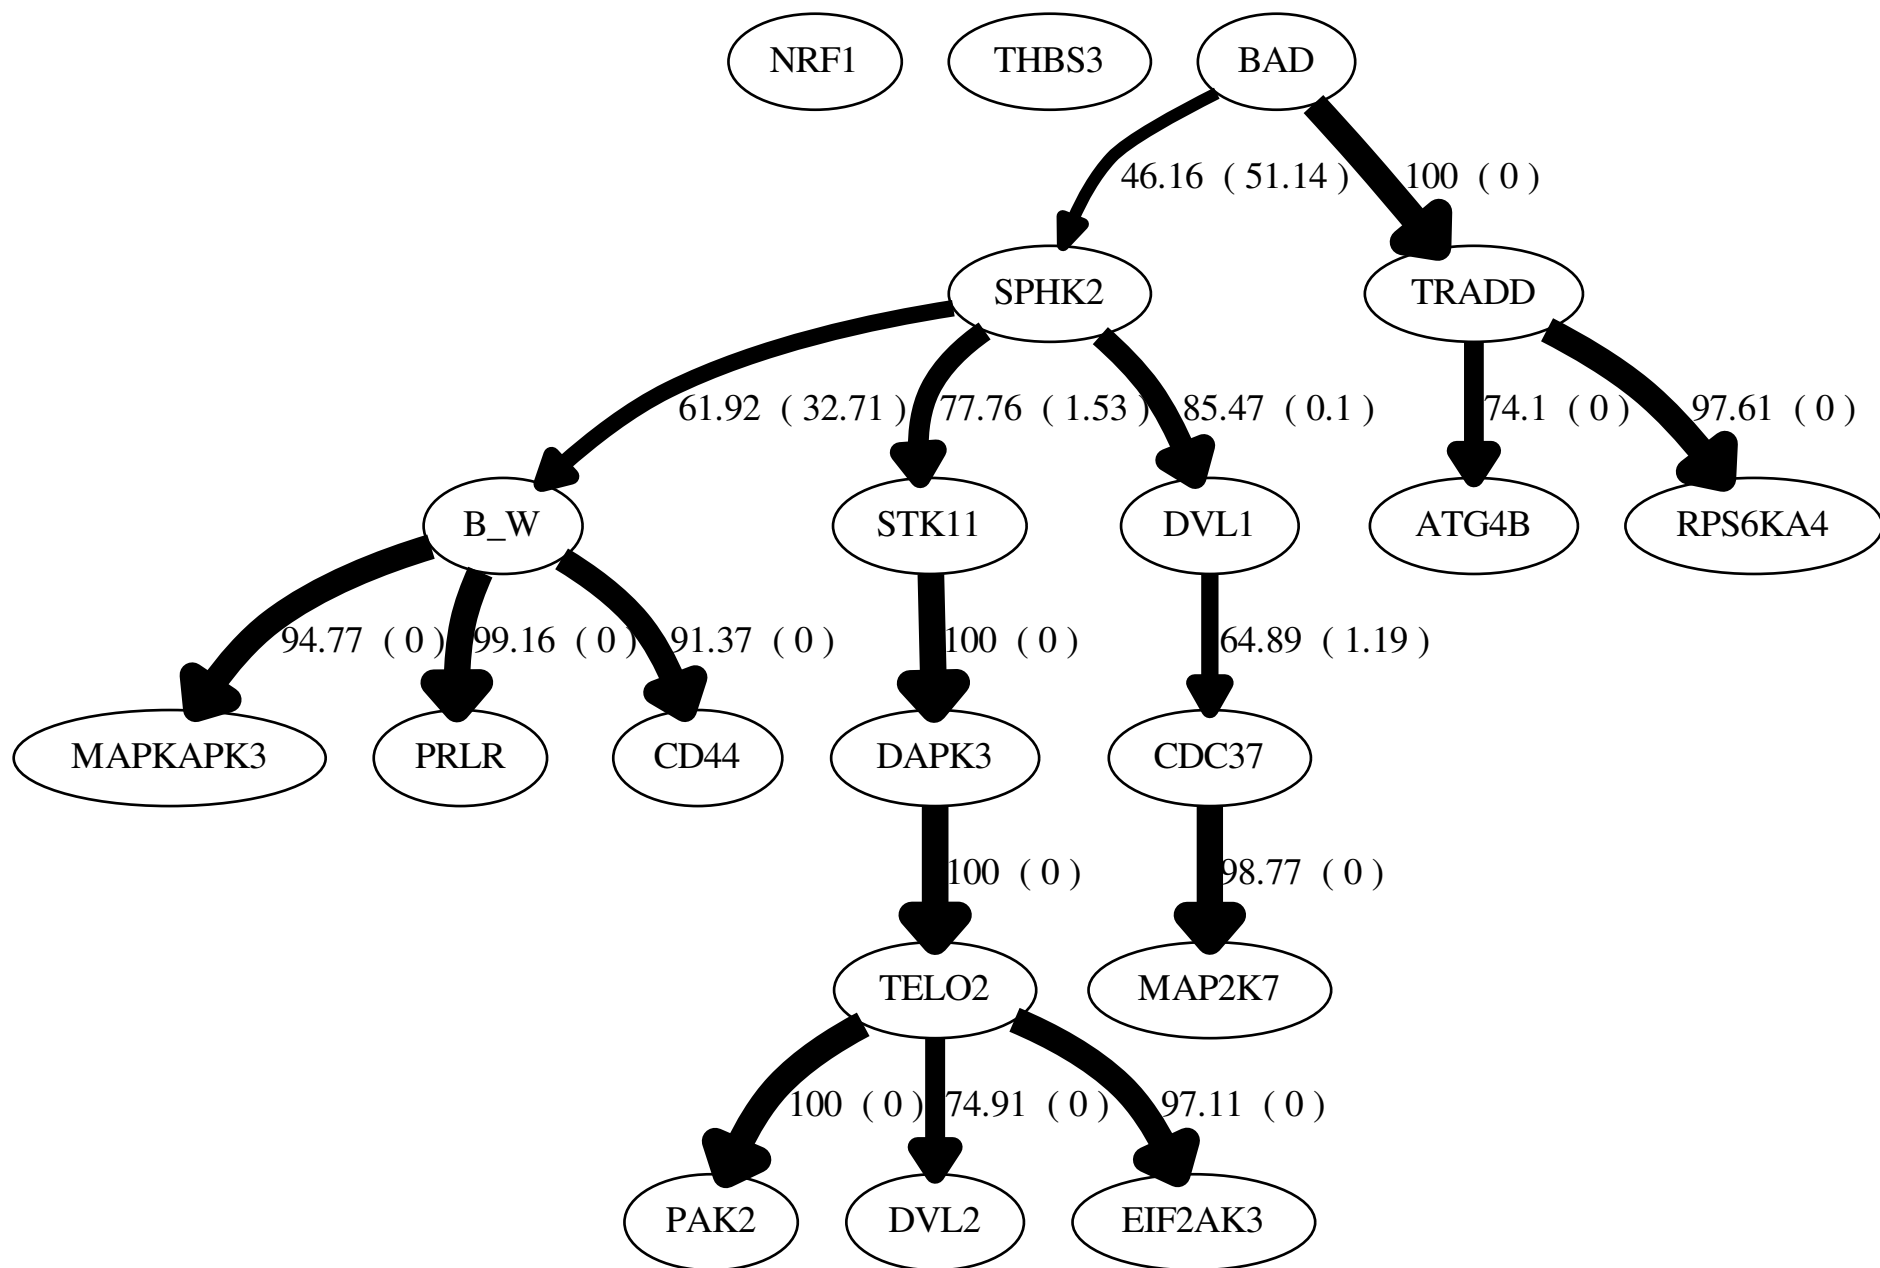 NRF1 THBS3 BAD
46.16 ( 51.14 ) 100 ( 0 )
SPHK2 TRADD
61.92 ( 32.71 ) 77.76 ( 1.53 ) 85.47 ( 0.1 ) 74.1 ( 0 ) 97.61 ( 0 )
B_W STK11 DVL1 ATG4B RPS6KA4
94.77 ( 0 ) 99.16 ( 0 ) 91.37 ( 0 ) 100 ( 0 ) 64.89 ( 1.19 )
MAPKAPK3 PRLR CD44 DAPK3 CDC37
100 ( 0 ) 98.77 ( 0 )
TELO2 MAP2K7
100 ( 0 ) 74.91 ( 0 ) 97.11 ( 0 )
PAK2 DVL2 EIF2AK3